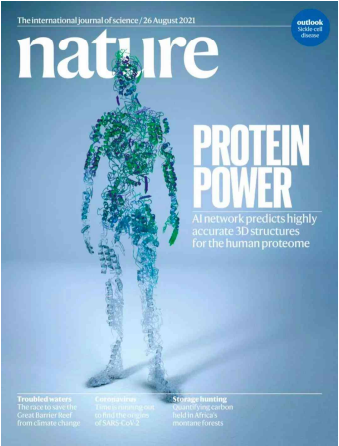 The international journal of science / 26 August 2021
outlook
Sickle-cell
disease
nature
PROTEIN
POWER
AI network predicts highly
accurate 3D structures
for the human proteome
Troubled waters
The race to save the
Great Barrier Reef
from climate change
Coronavirus
Time is running out
to find the origins
of SARS-CoV-2
Storage hunting
Quantifying carbon
held in Africa's
montane forests